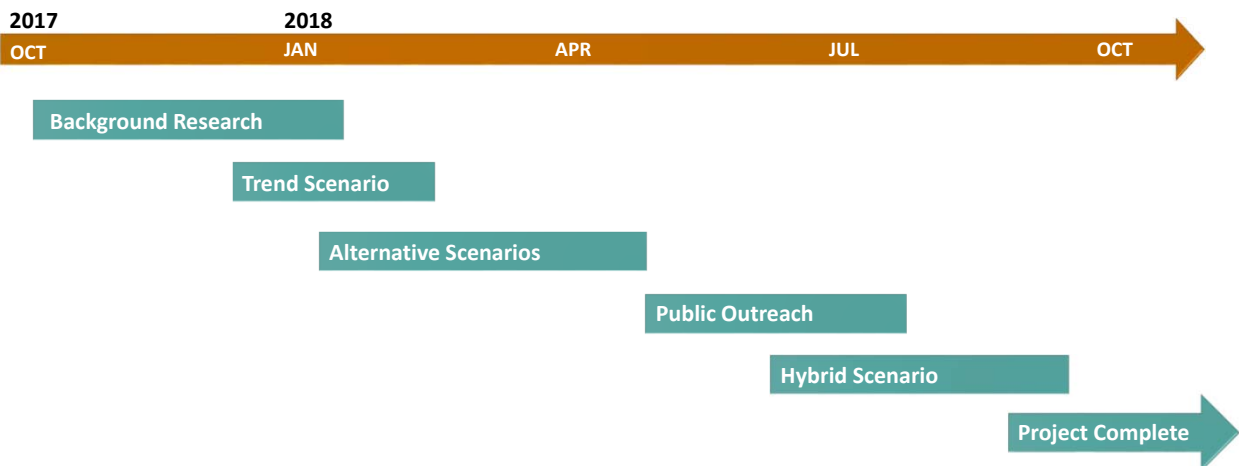 2017 2018
OCT JAN APR JUL OCT
Background Research
Trend Scenario
Alternative Scenarios
Public Outreach
Hybrid Scenario
Project Complete